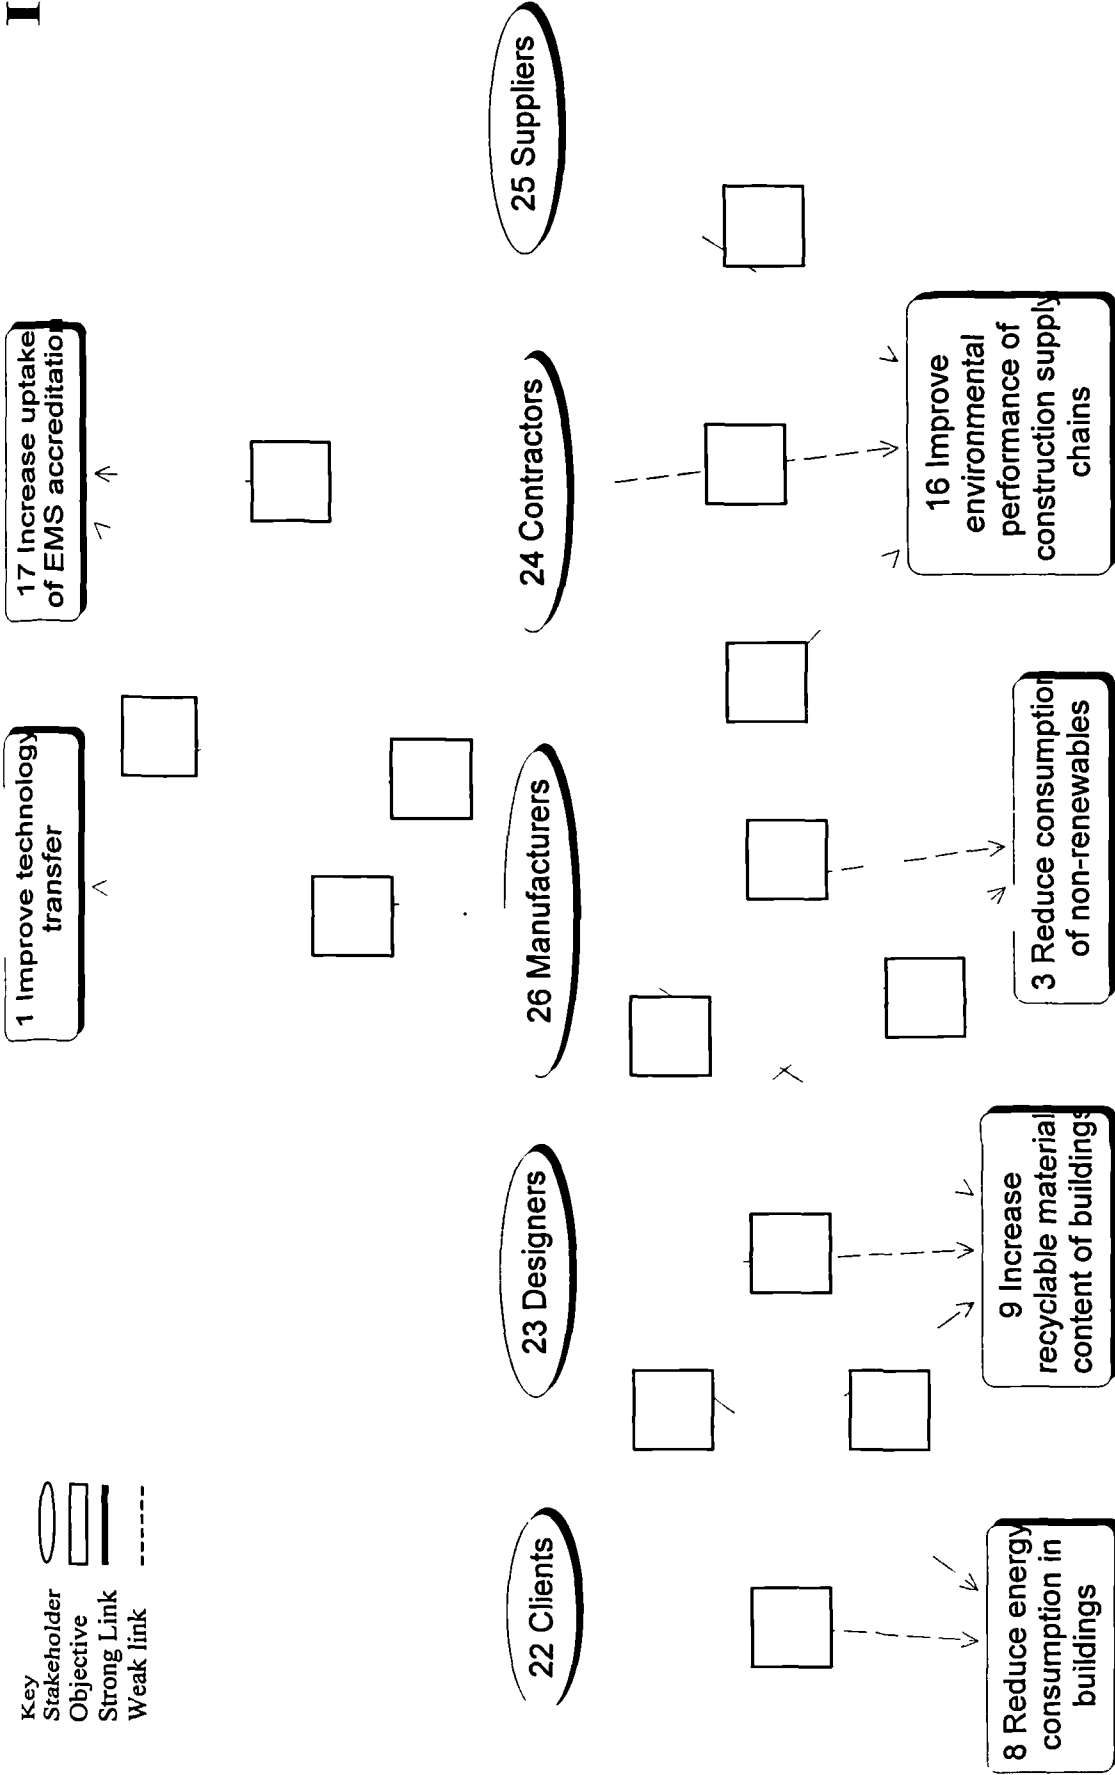 I
Key
Stakeholder
Objective
Strong Link
Weak link
1 Improve technology
transfer
17 Increase uptake
of EMS accreditation
22 Clients
23 Designers
26 Manufacturers
24 Contractors
25 Suppliers
8 Reduce energy
consumption in
buildings
9 Increase
recyclable material
content of buildings
3 Reduce consumption
of non-renewables
16 Improve
environmental
performance of
construction supply
chains